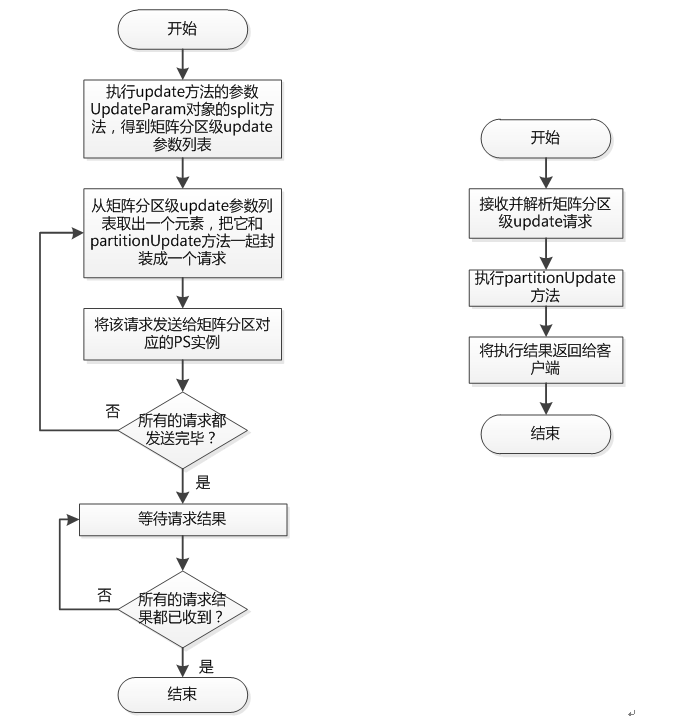 开始
执行update方法的参数
UpdateParam对象的split方
法，得到矩阵分区级update
参数列表
从矩阵分区级update参数列
表取出一个元素，把它和
partitionUpdate方法一起封
装成一个请求
将该请求发送给矩阵分区对
应的PS实例
否
所有的请求都
发送完毕？
是
等待请求结果
否
所有的请求结
果都已收到？
是
结束
开始
接收并解析矩阵分区
级update请求
执行partitionUpdate
方法
将执行结果返回给客
户端
结束